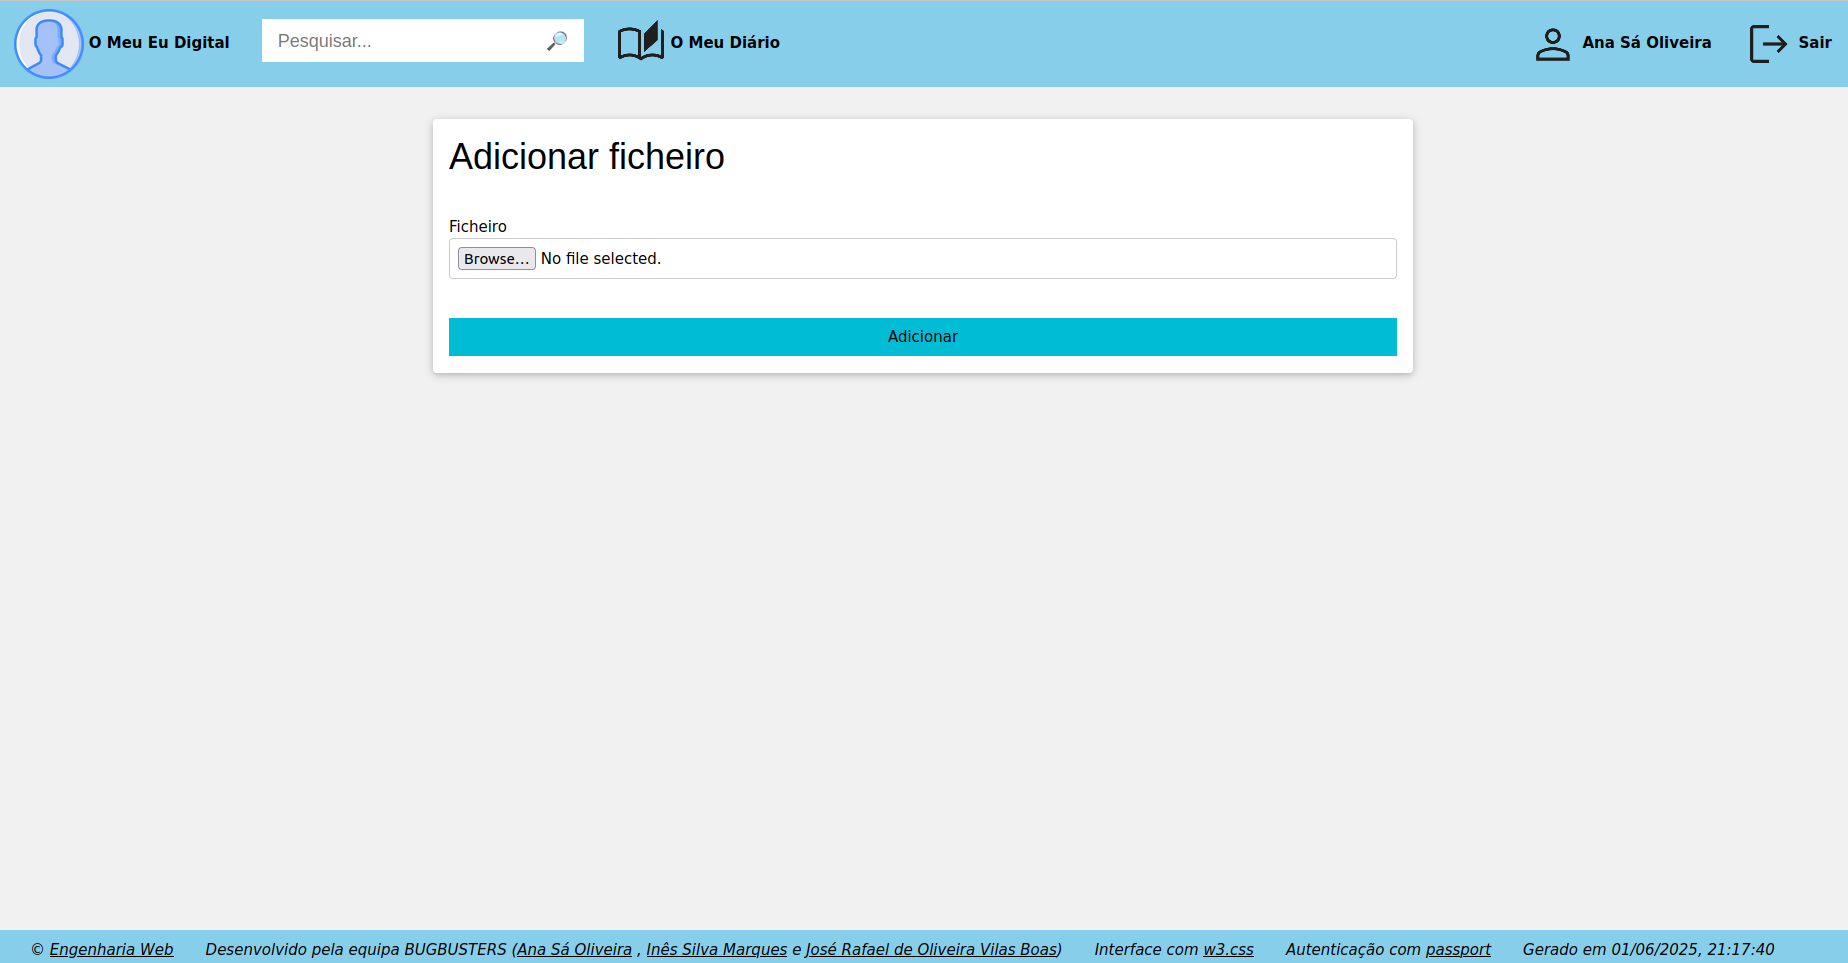 O Meu Eu Digital
Pesquisar...
O Meu Diário
Ana Sá Oliveira
Sair
Adicionar ficheiro
Ficheiro
Browse... No file selected.
Adicionar
© Engenharia Web Desenvolvido pela equipa BUGBUSTERS (Ana Sá Oliveira , Inês Silva Marques e José Rafael de Oliveira Vilas Boas) Interface com w3.css Autenticação com passport Gerado em 01/06/2025, 21:17:40